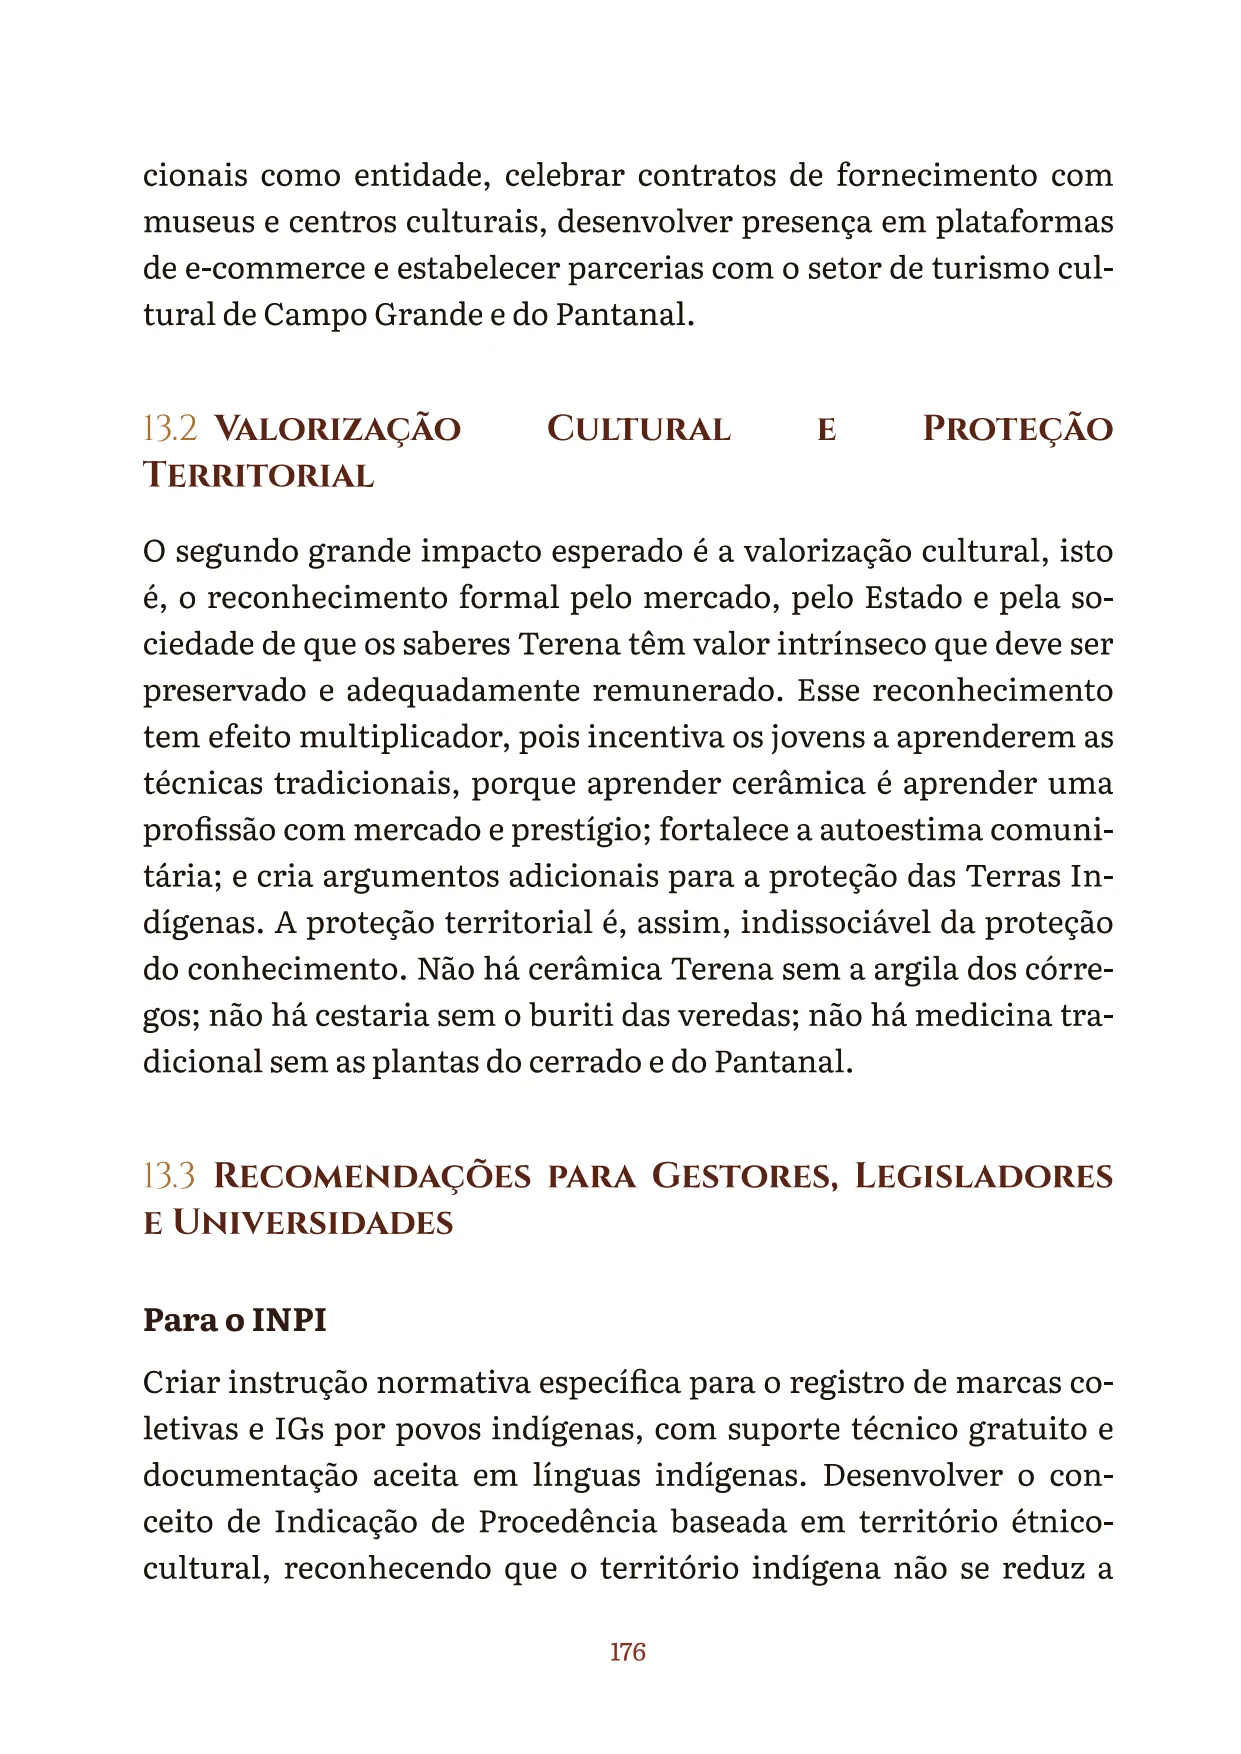 cionais como entidade, celebrar contratos de fornecimento com
museus e centros culturais, desenvolver presença em plataformas
de e-commerce e estabelecer parcerias com o setor de turismo cul-
tural de Campo Grande e do Pantanal.
13.2 Valorização Cultural e Proteção
Territorial
O segundo grande impacto esperado é a valorização cultural, isto
é, o reconhecimento formal pelo mercado, pelo Estado e pela so-
ciedade de que os saberes Terena têm valor intrínseco que deve ser
preservado e adequadamente remunerado. Esse reconhecimento
tem efeito multiplicador, pois incentiva os jovens a aprenderem as
técnicas tradicionais, porque aprender cerâmica é aprender uma
profissão com mercado e prestígio; fortalece a autoestima comuni-
tária; e cria argumentos adicionais para a proteção das Terras In-
dígenas. A proteção territorial é, assim, indissociável da proteção
do conhecimento. Não há cerâmica Terena sem a argila dos córre-
gos; não há cestaria sem o buriti das veredas; não há medicina tra-
dicional sem as plantas do cerrado e do Pantanal.
13.3 Recomendações para Gestores, Legisladores
e Universidades
Para o INPI
Criar instrução normativa específica para o registro de marcas co-
letivas e IGs por povos indígenas, com suporte técnico gratuito e
documentação aceita em línguas indígenas. Desenvolver o con-
ceito de Indicação de Procedência baseada em território étnico-
cultural, reconhecendo que o território indígena não se reduz a
176